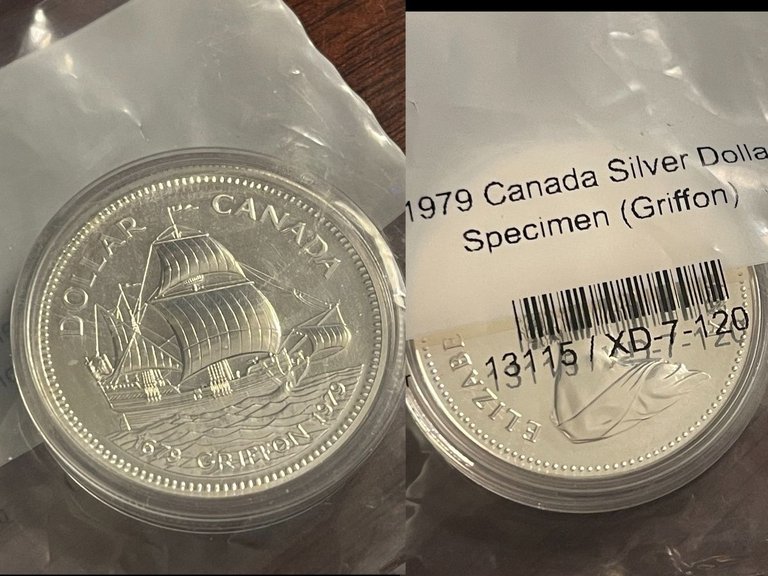 DOLLAR CANADA
1679 GRIFFON 1979
1979 Canada Silver Dolla
Specimen (Griffon)
13115 / XD-7-120
ELIZABE